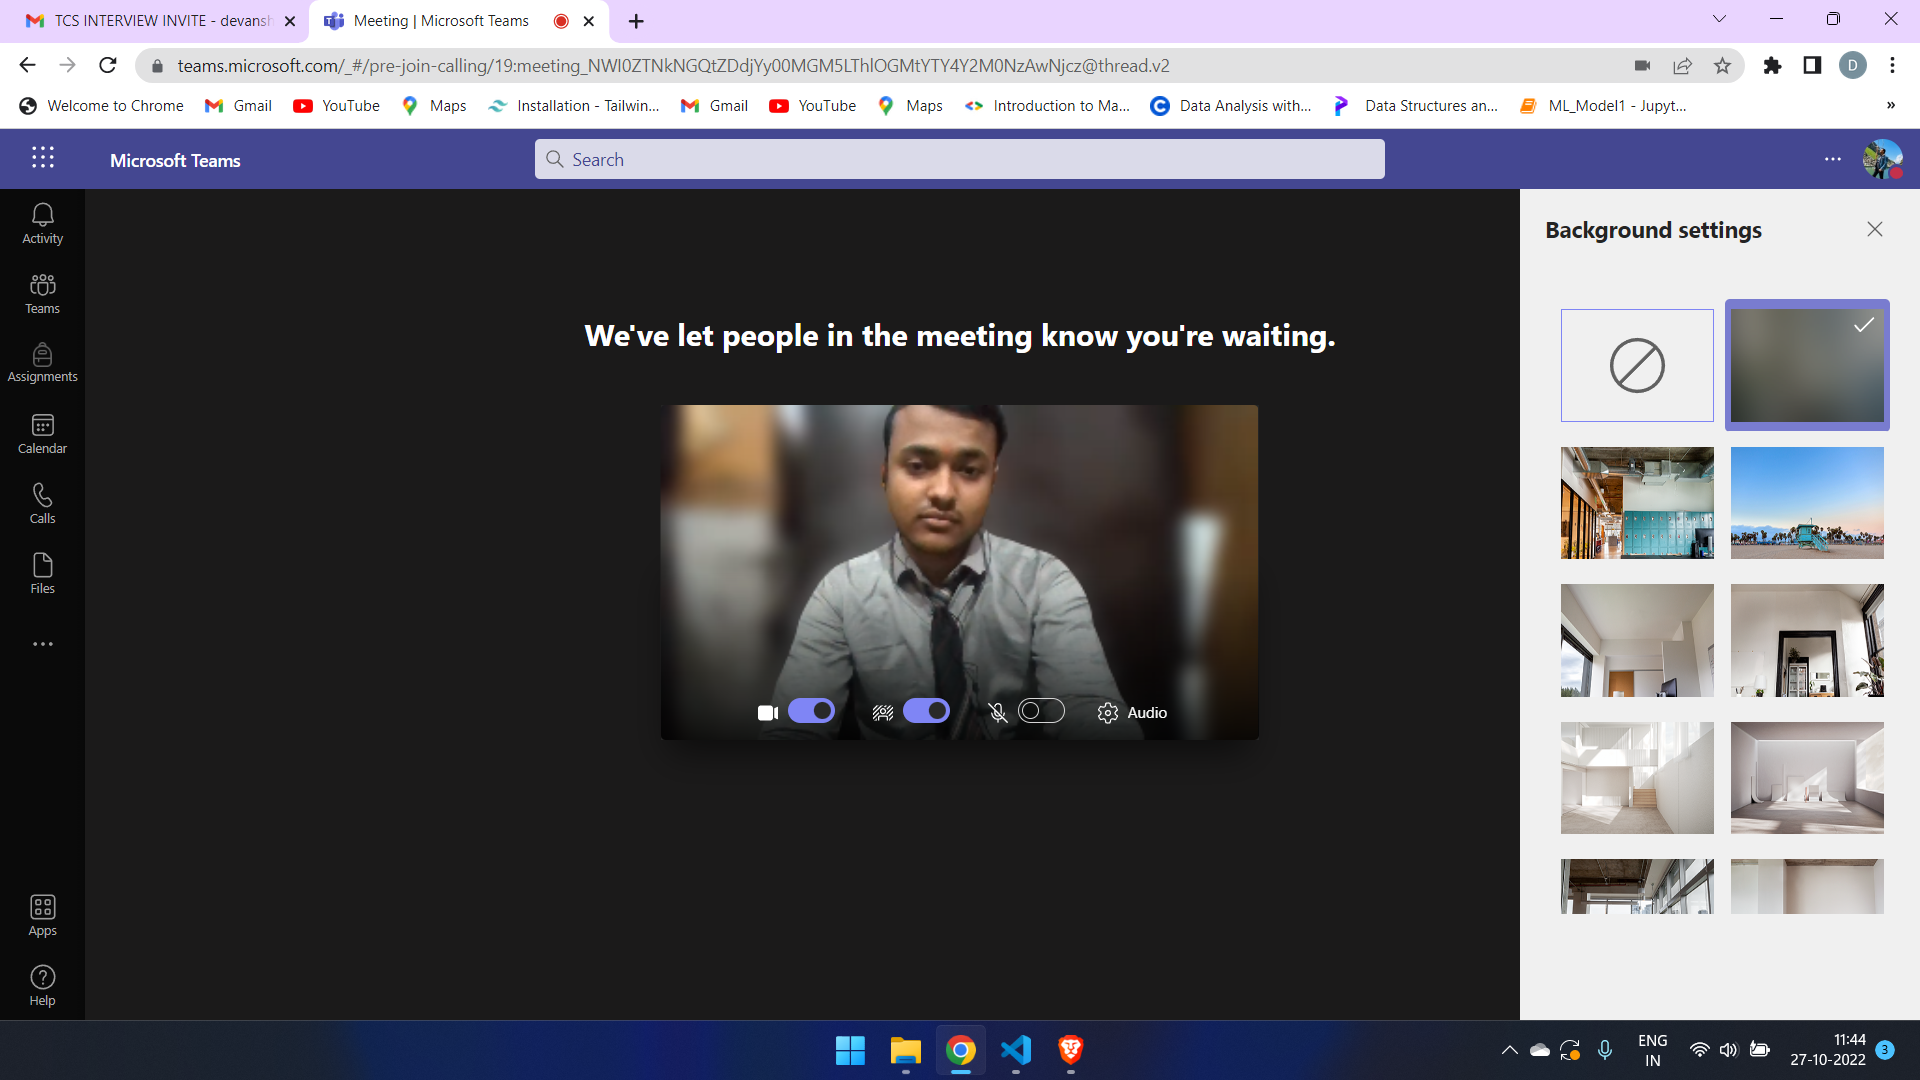 TCS INTERVIEW INVITE - devansh
Meeting | Microsoft Teams
teams.microsoft.com/_#/pre-join-calling/19:meeting_NWI0ZTNkNGQtZDdjYy00MGM5LThlOGMtYTY4Y2M0NzAwNjcz@thread.v2
D
Welcome to Chrome
Gmail
YouTube
Maps
Installation - Tailwin...
Gmail
YouTube
Maps
Introduction to Ma...
Data Analysis with...
Data Structures an...
ML_Model1 - Jupyt...
»
Microsoft Teams
Search
Activity
Teams
Assignments
Calendar
Calls
Files
Apps
Help
We've let people in the meeting know you're waiting.
Audio
Background settings
ENG
IN
11:44
27-10-2022
3